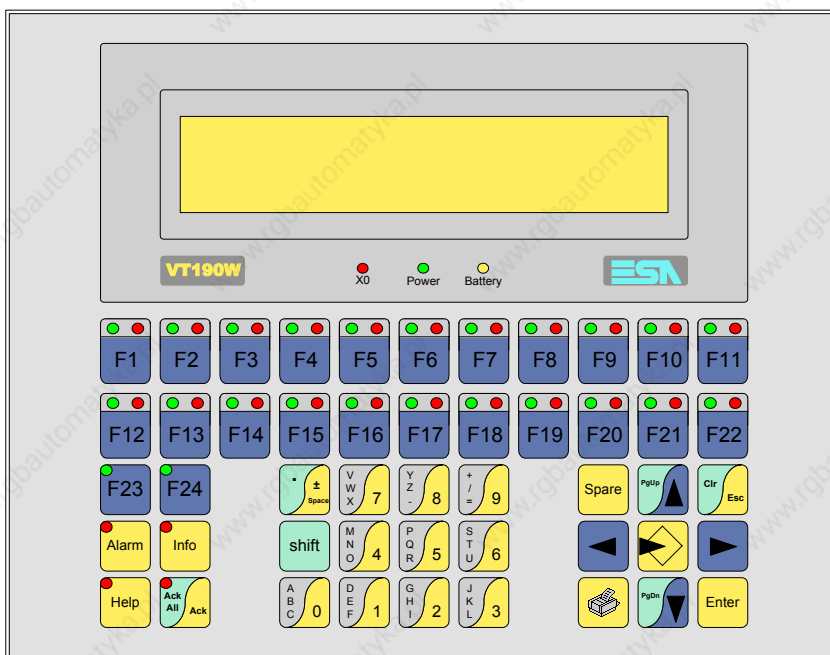 VT190W
X0 Power Battery
ESA
F1 F2 F3 F4 F5 F6 F7 F8 F9 F10 F11
F12 F13 F14 F15 F16 F17 F18 F19 F20 F21 F22
F23 F24
. ± Space
V W X 7
Y Z - 8
+ / = 9
Spare
PgUp
Clr Esc
Alarm Info
shift
M N O 4
P Q R 5
S T U 6
Help
Ack All Ack
A B C 0
D E F 1
G H I 2
J K L 3
PgDn
Enter
www.rgbautomatyka.pl